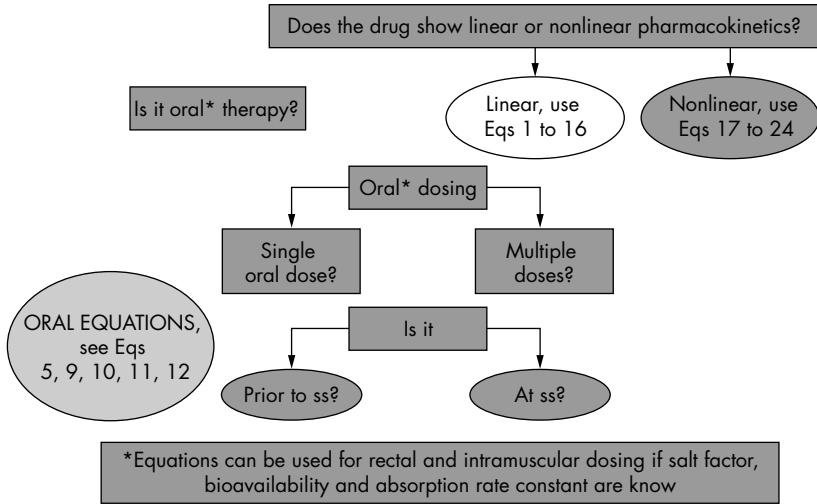 Does the drug show linear or nonlinear pharmacokinetics?
Is it oral* therapy?
Linear, use
Eqs 1 to 16
Nonlinear, use
Eqs 17 to 24
Oral* dosing
Single
oral dose?
Multiple
doses?
ORAL EQUATIONS,
see Eqs
5, 9, 10, 11, 12
Is it
Prior to ss?
At ss?
*Equations can be used for rectal and intramuscular dosing if salt factor,
bioavailability and absorption rate constant are know